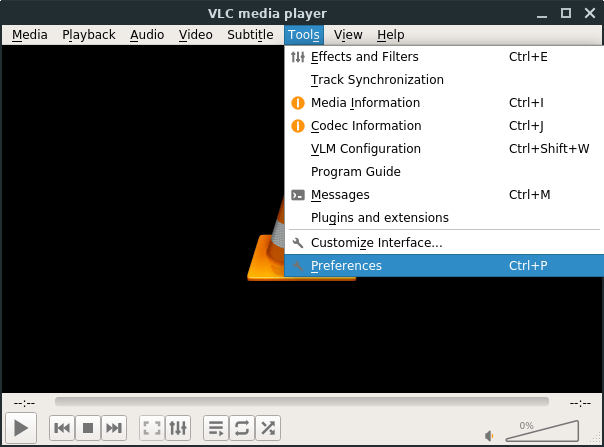 VLC media player
Media Playback Audio Video Subtitle Tools View Help
Effects and Filters Ctrl+E
Track Synchronization
Media Information Ctrl+I
Codec Information Ctrl+J
VLM Configuration Ctrl+Shift+W
Program Guide
Messages Ctrl+M
Plugins and extensions
Customize Interface...
Preferences Ctrl+P
--:-- --:--
0%